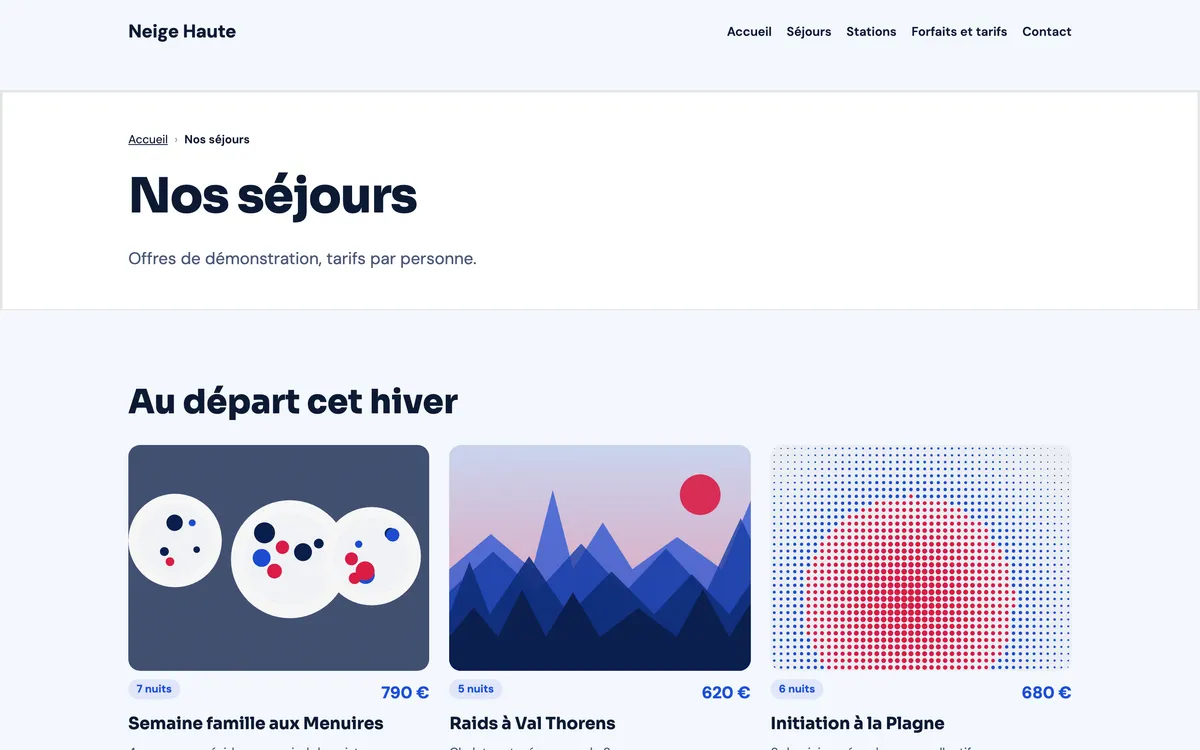 Neige Haute
Accueil Séjours Stations Forfaits et tarifs Contact
Accueil › Nos séjours
Nos séjours
Offres de démonstration, tarifs par personne.
Au départ cet hiver
7 nuits 790 €
5 nuits 620 €
6 nuits 680 €
Semaine famille aux Menuires
Raids à Val Thorens
Initiation à la Plagne